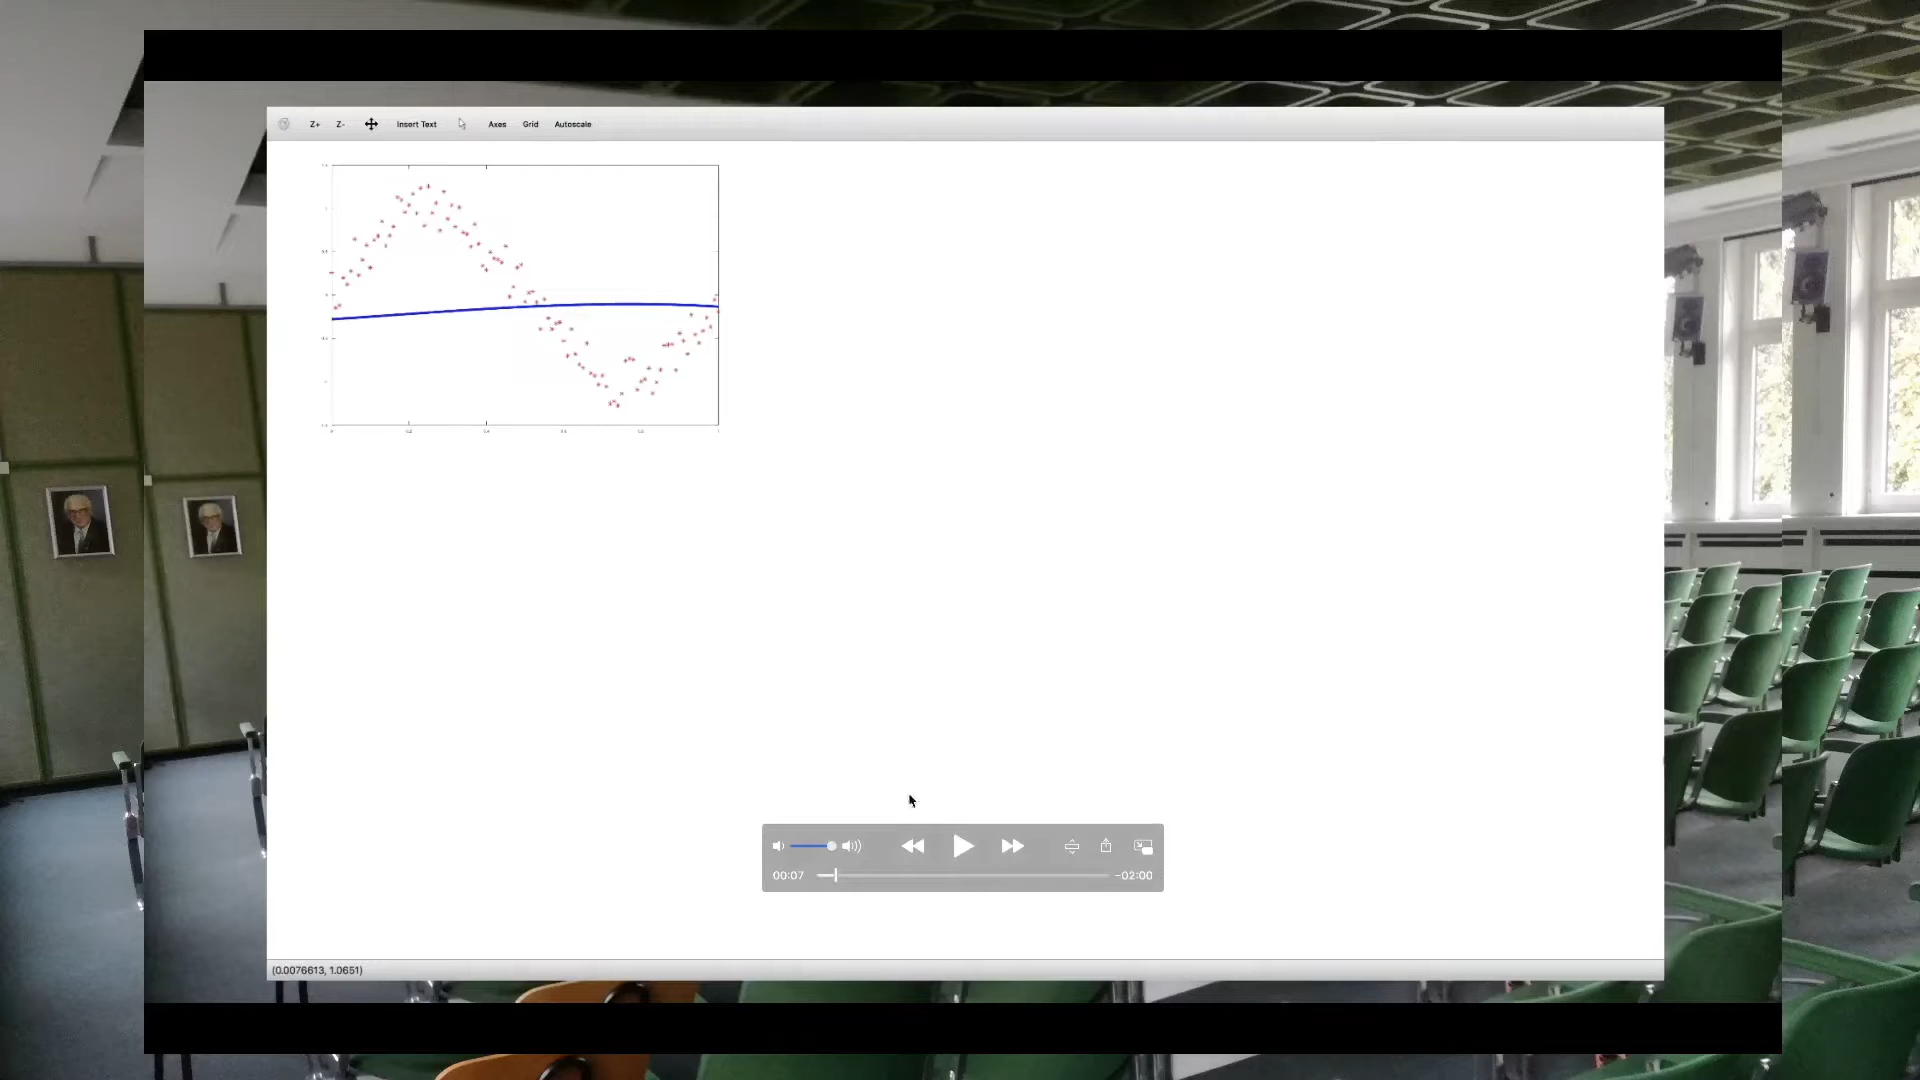 Z+ Z- Insert Text Axes Grid Autoscale
00:07 -02:00
(0.0076613, 1.0651)